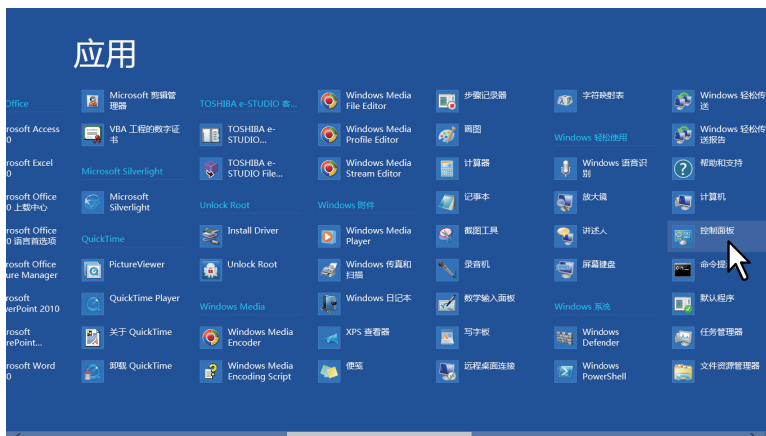 应用
Office
rosoft Access
0
rosoft Excel
0
rosoft Office
0 上载中心
rosoft Office
0 语言首选项
rosoft Office
ure Manager
rosoft
verPoint 2010
rosoft
rePoint...
rosoft Word
0
Microsoft 剪辑管
理器
VBA 工程的数字证
书
Microsoft Silverlight
Microsoft
Silverlight
QuickTime
PictureViewer
QuickTime Player
关于 QuickTime
卸载 QuickTime
TOSHIBA e-STUDIO 客...
TOSHIBA e-
STUDIO...
TOSHIBA e-
STUDIO File...
Unlock Root
Install Driver
Unlock Root
Windows Media
Windows Media
Encoder
Windows Media
Encoding Script
Windows Media
File Editor
Windows Media
Profile Editor
Windows Media
Stream Editor
Windows 附件
Windows Media
Player
Windows 传真和
扫描
Windows 日记本
XPS 查看器
便笺
步骤记录器
画图
计算器
记事本
截图工具
录音机
数学输入面板
写字板
远程桌面连接
字符映射表
Windows 轻松使用
Windows 语音识
别
放大镜
讲述人
屏幕键盘
Windows 系统
Windows
Defender
Windows
PowerShell
Windows 轻松传
送
Windows 轻松传
送报告
帮助和支持
计算机
控制面板
命令提
默认程序
任务管理器
文件资源管理器